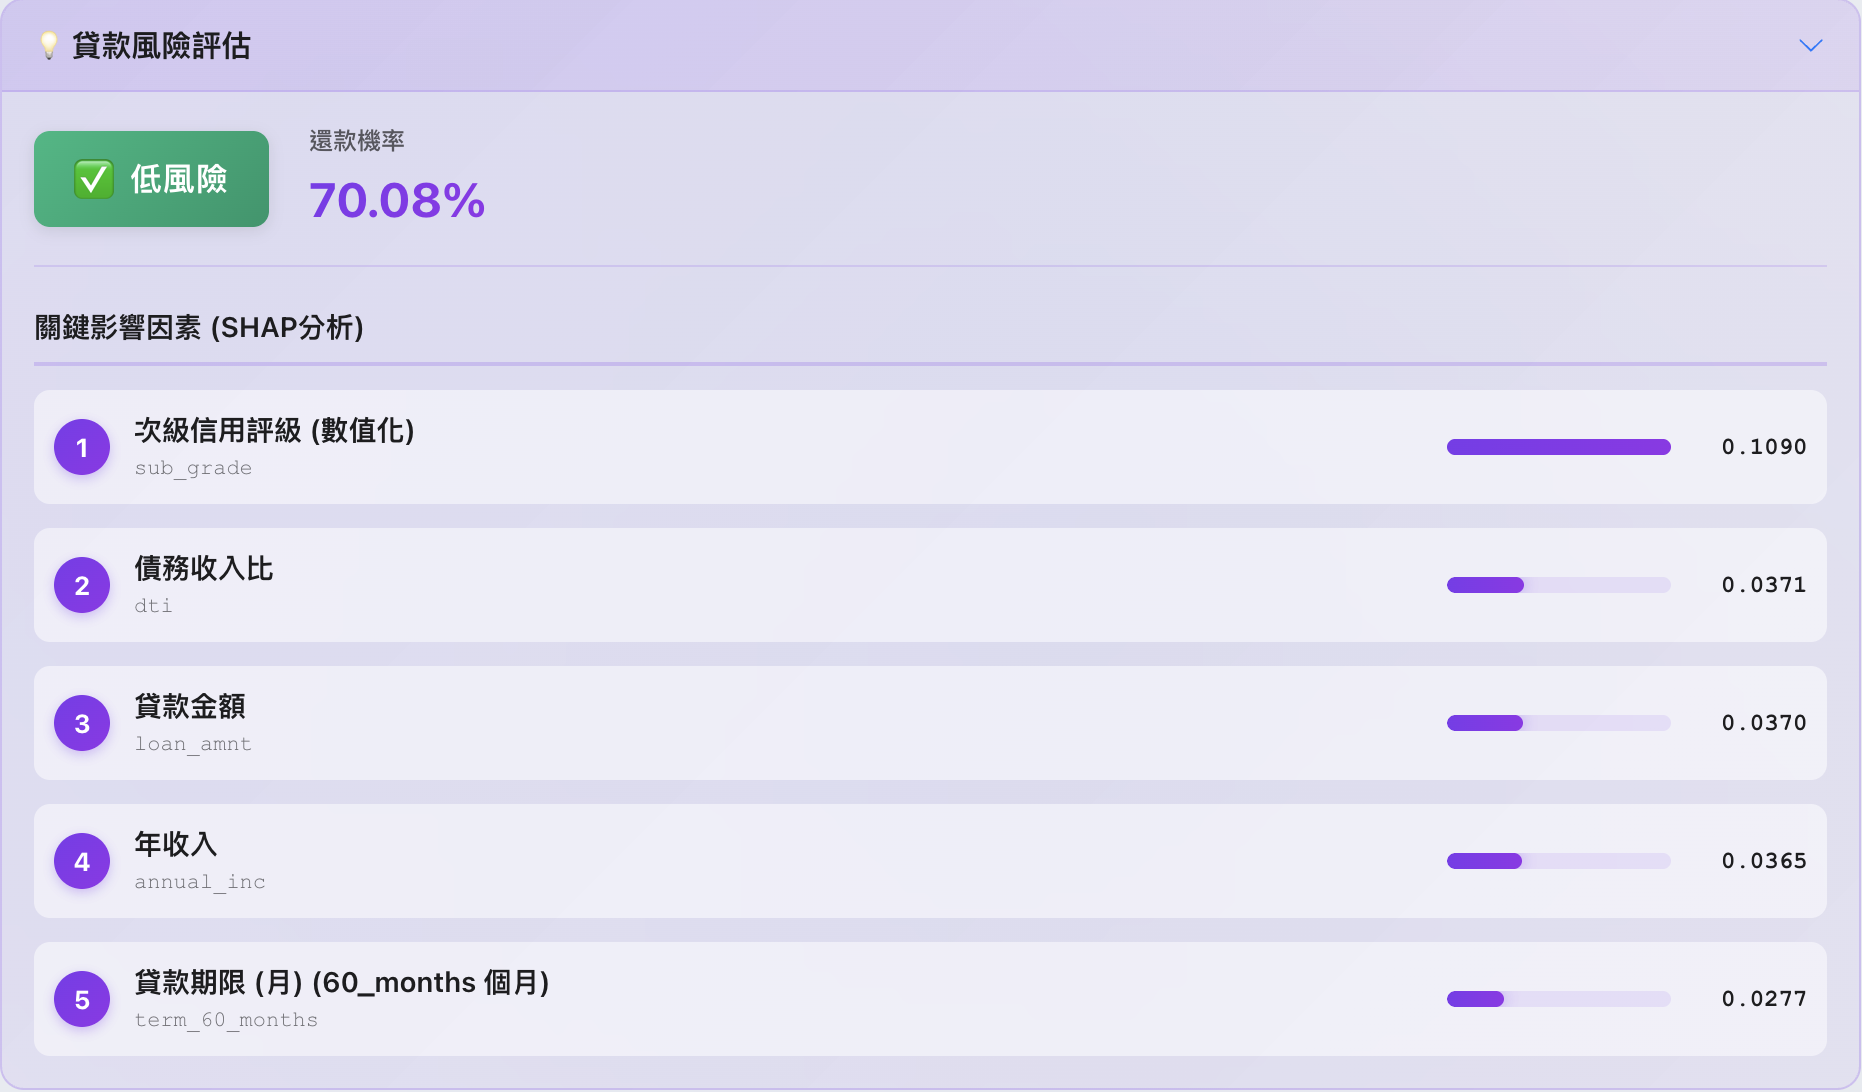 貸款風險評估
低風險
還款機率
70.08%
關鍵影響因素 (SHAP分析)
1
次級信用評級 (數值化)
sub_grade
0.1090
2
債務收入比
dti
0.0371
3
貸款金額
loan_amnt
0.0370
4
年收入
annual_inc
0.0365
5
貸款期限 (月) (60_months 個月)
term_60_months
0.0277